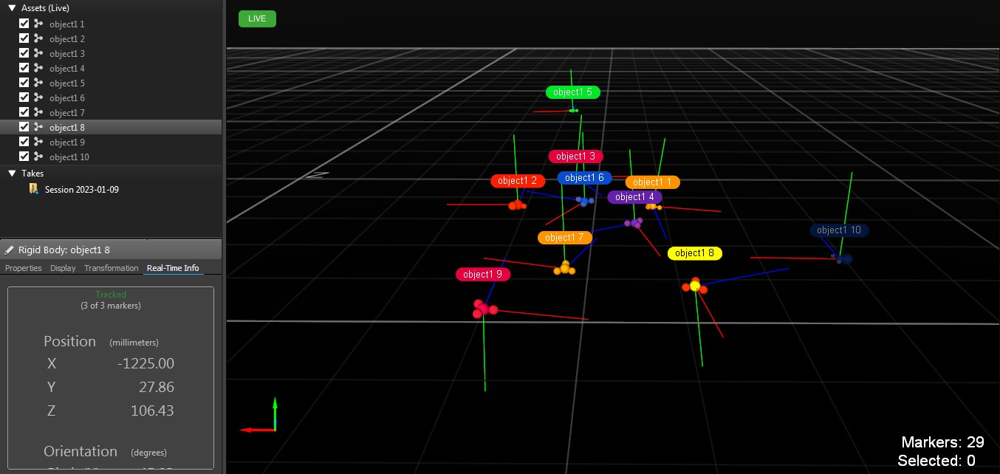 Assets (Live)
object1 1
object1 2
object1 3
object1 4
object1 5
object1 6
object1 7
object1 8
object1 9
object1 10
Takes
Session 2023-01-09
Rigid Body: object1 8
Properties Display Transformation Real-Time Info
Tracked
(3 of 3 markers)
Position (millimeters)
X -1225.00
Y 27.86
Z 106.43
Orientation (degrees)
LIVE
object1 5
object1 3
object1 2
object1 6
object1 1
object1 4
object1 10
object1 7
object1 8
object1 9
Markers: 29
Selected: 0